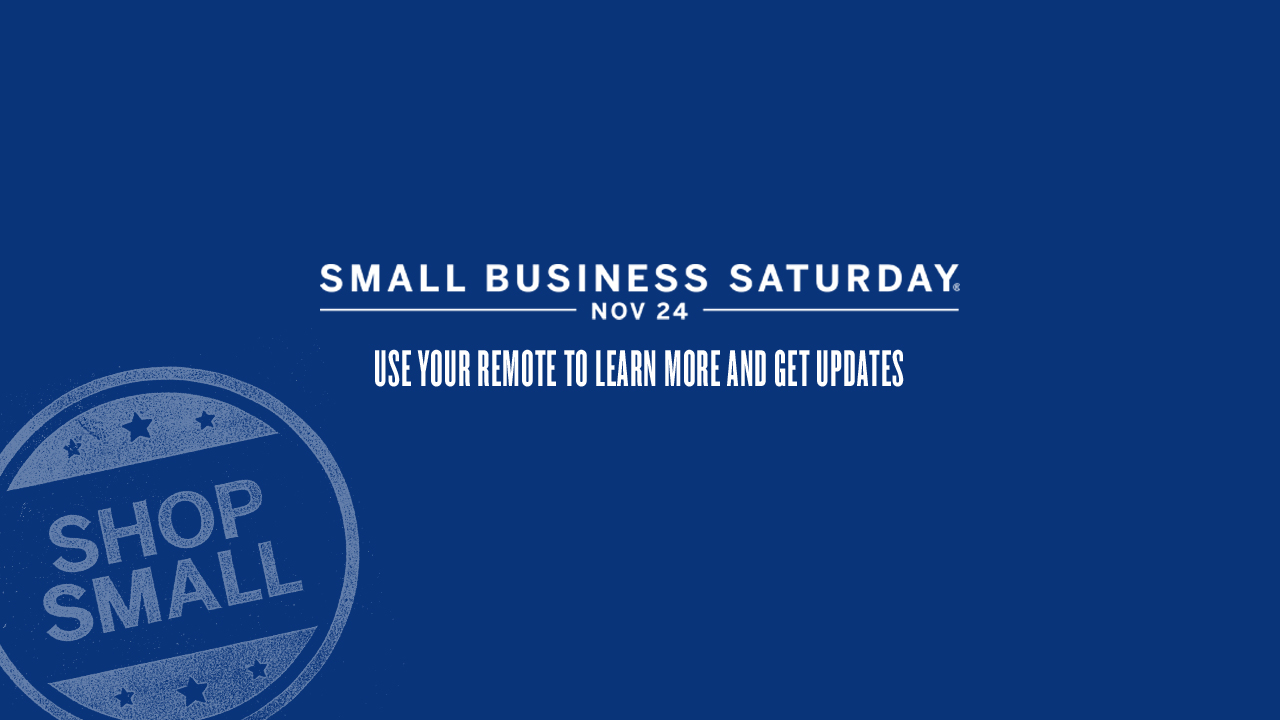 SMALL BUSINESS SATURDAY®
NOV 24
USE YOUR REMOTE TO LEARN MORE AND GET UPDATES
SHOP
SMALL